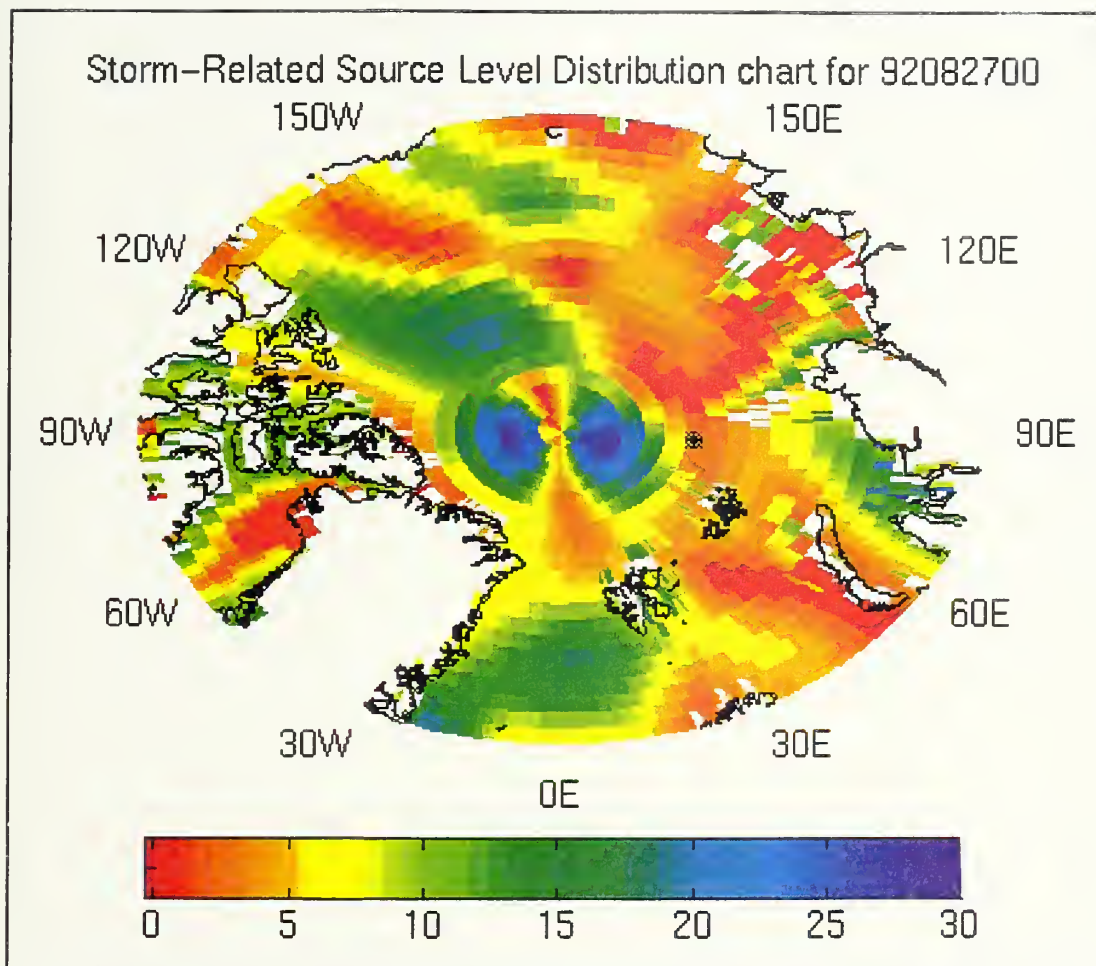 Storm-Related Source Level Distribution chart for 92082700
150W 150E
120W 120E
90W 90E
60W 60E
30W 30E
0E
0 5 10 15 20 25 30